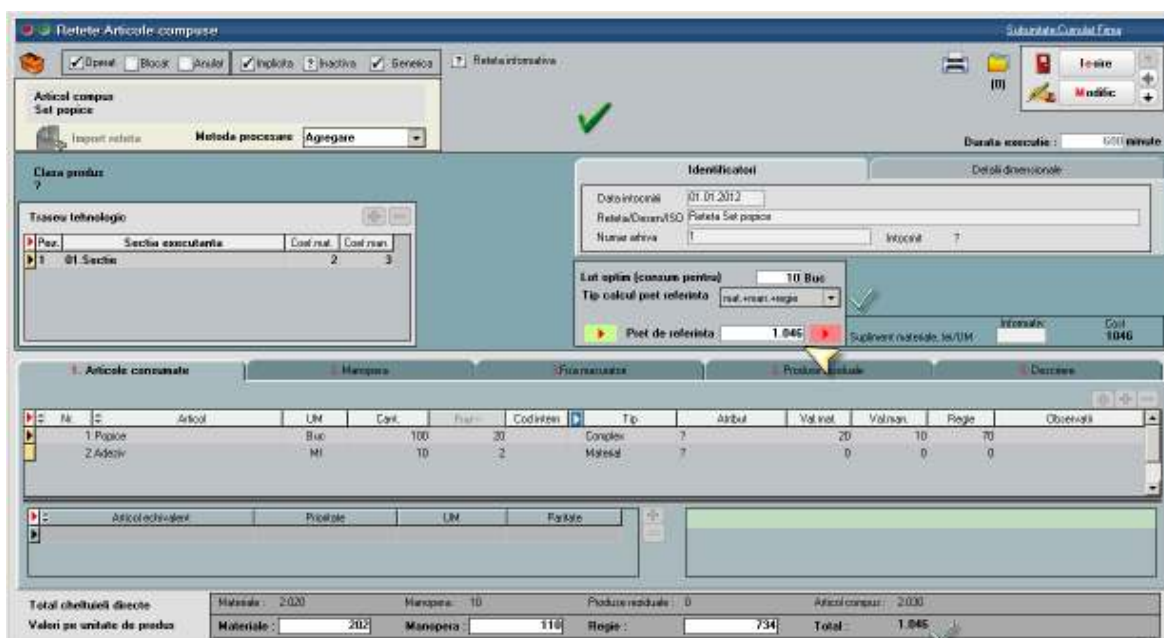 Retete Articole compuse
Subunitate:Cumulat Firma
Operat Blocat Anulat Implicita ? Inactiva Generica ? Reteta informativa
(0)
Iesire
Modific
Articol compus
Set popice
Import reteta Metoda procesare Agregare
Durata executie : minute
Clasa produs
?
Identificatori Detalii dimensionale
Data intocmirii 01.01.2012
Reteta Set popice
Numar arhiva 1 Intocmit ?
Traseu tehnologic
Poz. Sectia executanta Coef.mat. Coef.man.
1 01.Sectie 2 3
Lot optim (consum pentru) 10 Buc
Tip calcul pret referinta mat.+man.+regie
Pret de referinta 1.046
Supliment materiale, lei/UM
Informativ Cost
1046
1. Articole consumate Manopera Produse reziduale Descriere
Nr. Articol UM Cant. Cod intern Tip Atribut Val.mat. Val.man. Regie Observatii
1 Popice Buc 100 20 Complex ? 20 10 70
2 Adeziv Ml 10 2 Material ? 0 0 0
Articol echivalent Prioritate UM Paritate
Total cheltuieli directe Materiale : 2.020 Manopera: 10 Produse reziduale : 0 Articol compus : 2.030
Valori pe unitate de produs Materiale : 202 Manopera : 110 Regie : 734 Total : 1.046